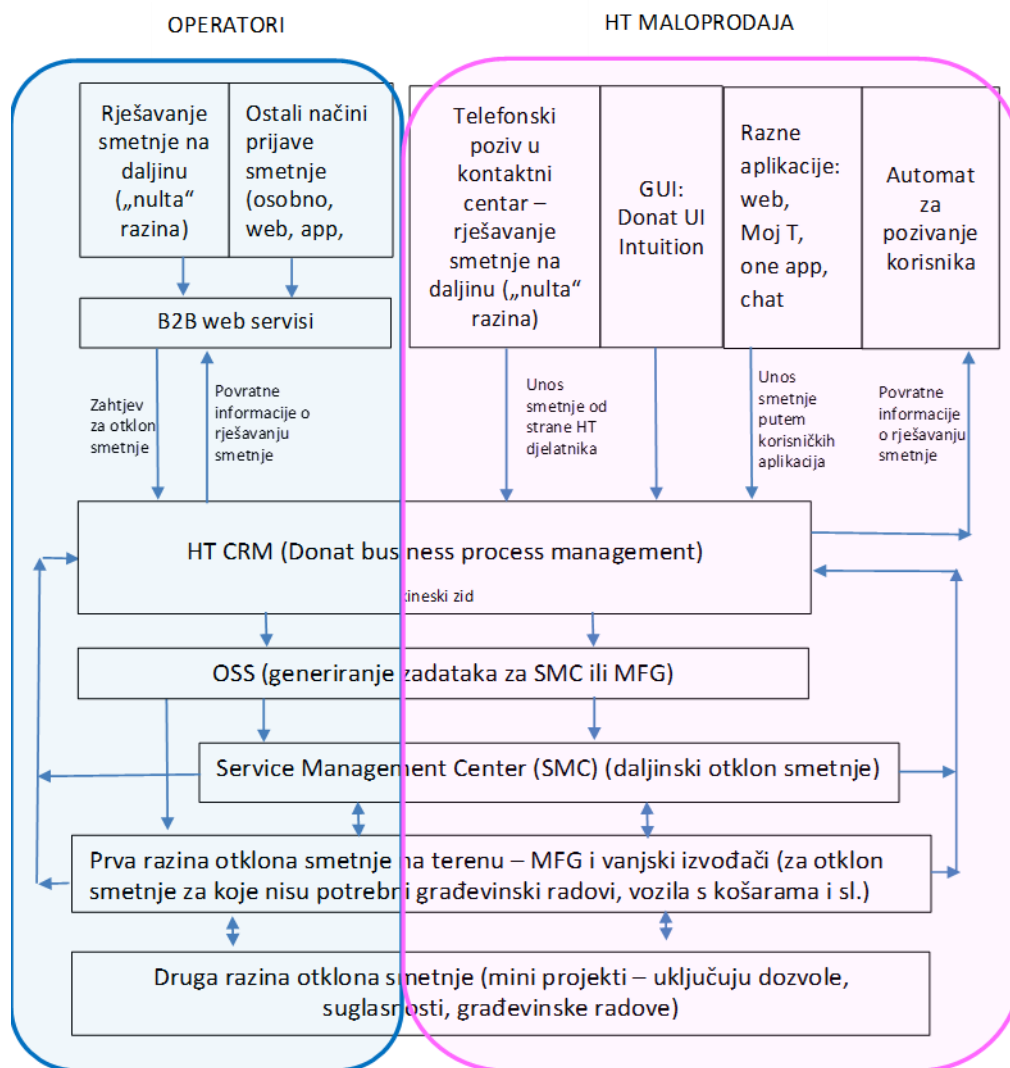 OPERATORI
HT MALOPRODAJA
Rješavanje
smetnje na
daljinu
(„nulta“
razina)
Ostali načini
prijave
smetnje
(osobno,
web, app,
Telefonski
poziv u
kontaktni
centar –
rješavanje
smetnje na
daljinu („nulta“
razina)
GUI:
Donat UI
Intuition
Razne
aplikacije:
web,
Moj T,
one app,
chat
Automat
za
pozivanje
korisnika
B2B web servisi
Zahtjev
za otklon
smetnje
Povratne
informacije o
rješavanju
smetnje
Unos
smetnje od
strane HT
djelatnika
Unos
smetnje
putem
korisničkih
aplikacija
Povratne
informacije
o rješavanju
smetnje
HT CRM (Donat business process management)
kineski zid
OSS (generiranje zadataka za SMC ili MFG)
Service Management Center (SMC) (daljinski otklon smetnje)
Prva razina otklona smetnje na terenu – MFG i vanjski izvođači (za otklon
smetnje za koje nisu potrebni građevinski radovi, vozila s košarama i sl.)
Druga razina otklona smetnje (mini projekti – uključuju dozvole,
suglasnosti, građevinske radove)